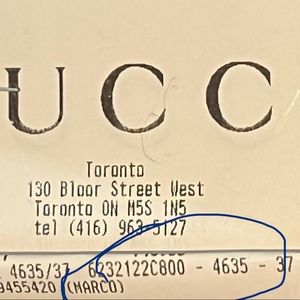 UCC
Toronto
130 Bloor Street West
Toronto ON M5S 1N5
tel (416) 963-5127
4635/37 6232122C800 - 4635 - 37
9455420 (MARCO)